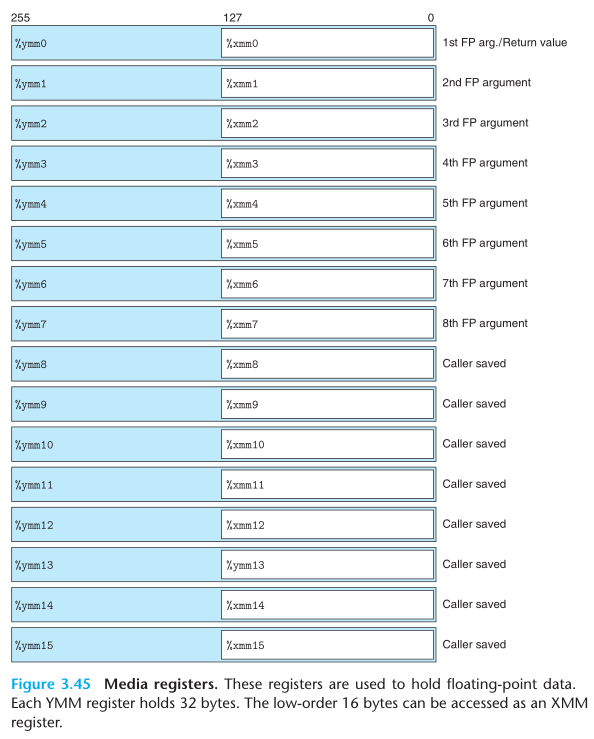 255 127 0
%ymm0 %xmm0 1st FP arg./Return value
%ymm1 %xmm1 2nd FP argument
%ymm2 %xmm2 3rd FP argument
%ymm3 %xmm3 4th FP argument
%ymm4 %xmm4 5th FP argument
%ymm5 %xmm5 6th FP argument
%ymm6 %xmm6 7th FP argument
%ymm7 %xmm7 8th FP argument
%ymm8 %xmm8 Caller saved
%ymm9 %xmm9 Caller saved
%ymm10 %xmm10 Caller saved
%ymm11 %xmm11 Caller saved
%ymm12 %xmm12 Caller saved
%ymm13 %ymm13 Caller saved
%ymm14 %xmm14 Caller saved
%ymm15 %xmm15 Caller saved
Figure 3.45 Media registers. These registers are used to hold floating-point data.
Each YMM register holds 32 bytes. The low-order 16 bytes can be accessed as an XMM
register.